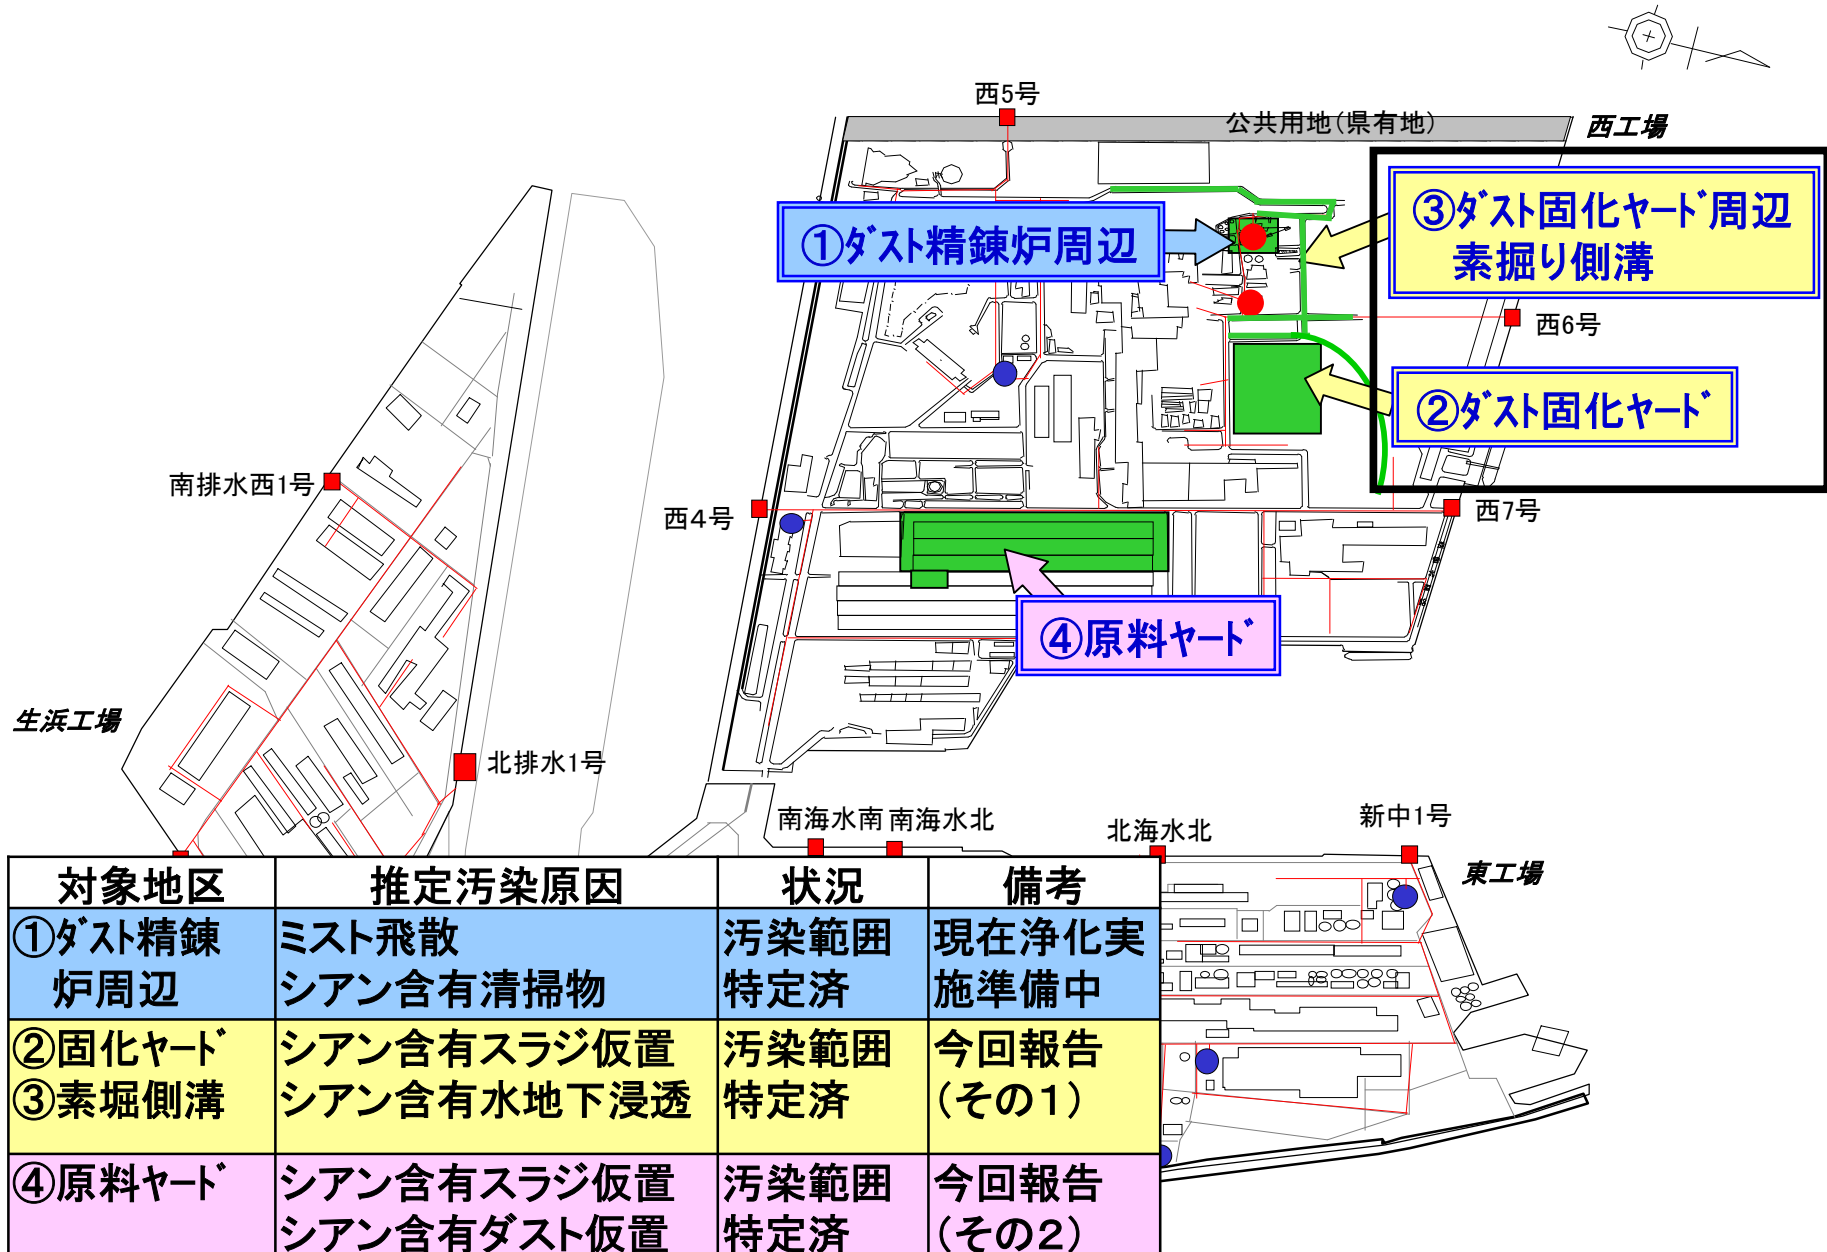 西5号
公共用地(県有地)
西工場
①ダスト精錬炉周辺
③ダスト固化ヤード周辺
素掘り側溝
西6号
②ダスト固化ヤード
南排水西1号
西4号
西7号
④原料ヤード
生浜工場
北排水1号
南海水南
南海水北
北海水北
新中1号
東工場
対象地区 推定汚染原因 状況 備考
①ダスト精錬 ミスト飛散 汚染範囲 現在浄化実
炉周辺 シアン含有清掃物 特定済 施準備中
②固化ヤード シアン含有スラジ仮置 汚染範囲 今回報告
③素堀側溝 シアン含有水地下浸透 特定済 (その1)
④原料ヤード シアン含有スラジ仮置 汚染範囲 今回報告
シアン含有ダスト仮置 特定済 (その2)